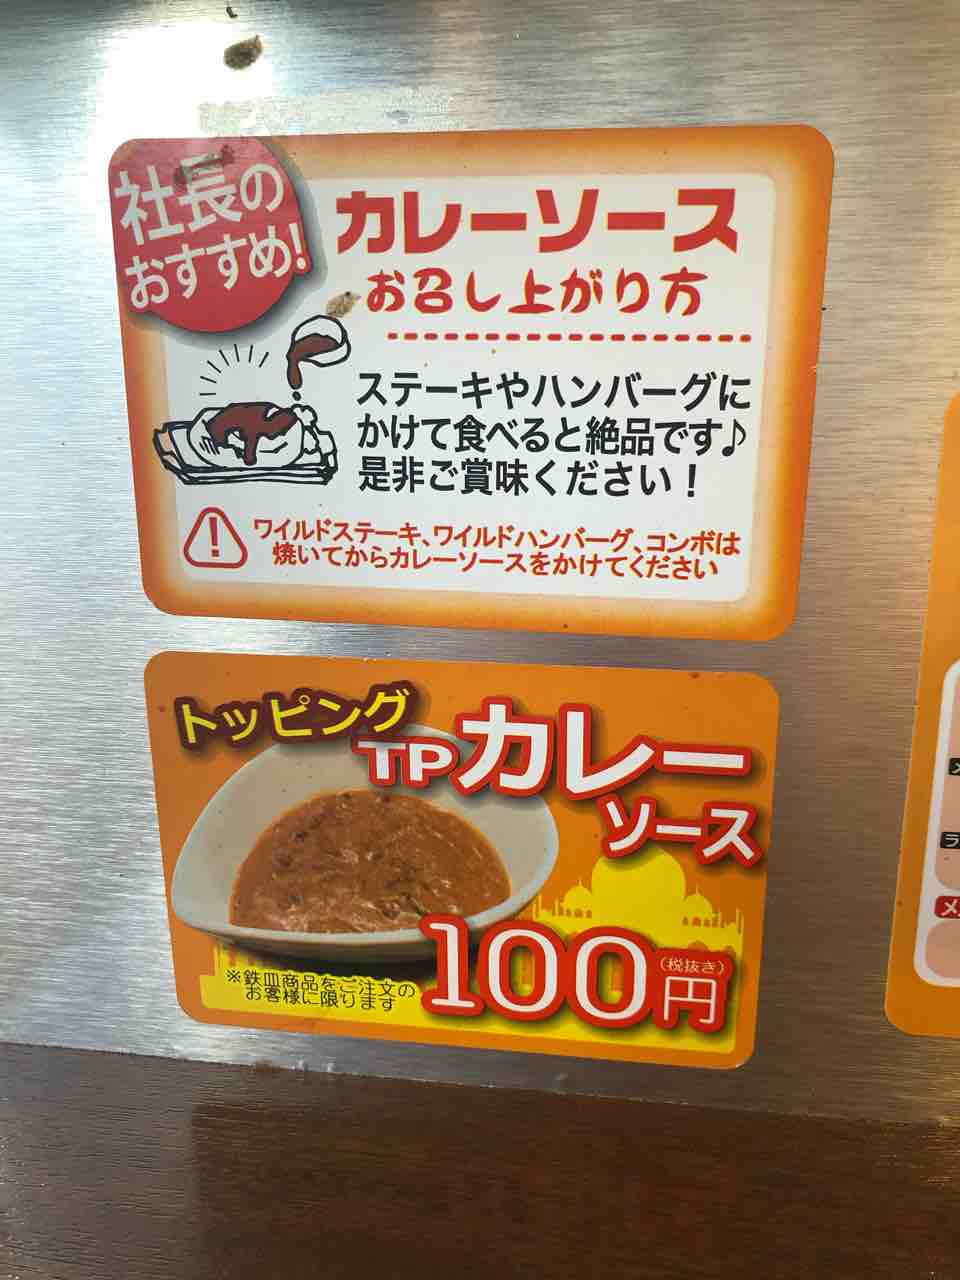 社長の
おすすめ!
カレーソース
お召し上がり方
ステーキやハンバーグに
かけて食べると絶品です♪
是非ご賞味ください！
ワイルドステーキ、ワイルドハンバーグ、コンボは
焼いてからカレーソースをかけてください
トッピング
TPカレー
ソース
100円
(税抜き)
※鉄皿商品をご注文の
お客様に限ります